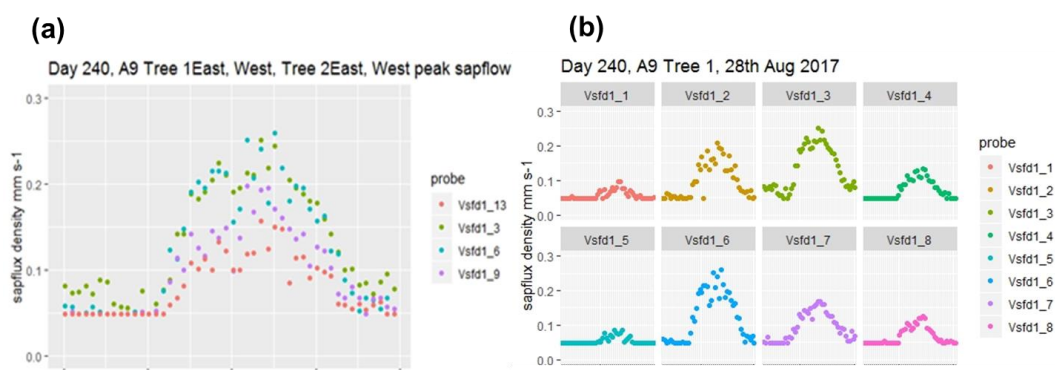 (a)
Day 240, A9 Tree 1East, West, Tree 2East, West peak sapflow
sapflux density mm s-1
0.3
0.2
0.1
0.0
probe
Vsfd1_13
Vsfd1_3
Vsfd1_6
Vsfd1_9
(b)
Day 240, A9 Tree 1, 28th Aug 2017
sapflux density mm s-1
Vsfd1_1 Vsfd1_2 Vsfd1_3 Vsfd1_4
0.3
0.2
0.1
0.0
Vsfd1_5 Vsfd1_6 Vsfd1_7 Vsfd1_8
0.3
0.2
0.1
0.0
probe
Vsfd1_1
Vsfd1_2
Vsfd1_3
Vsfd1_4
Vsfd1_5
Vsfd1_6
Vsfd1_7
Vsfd1_8